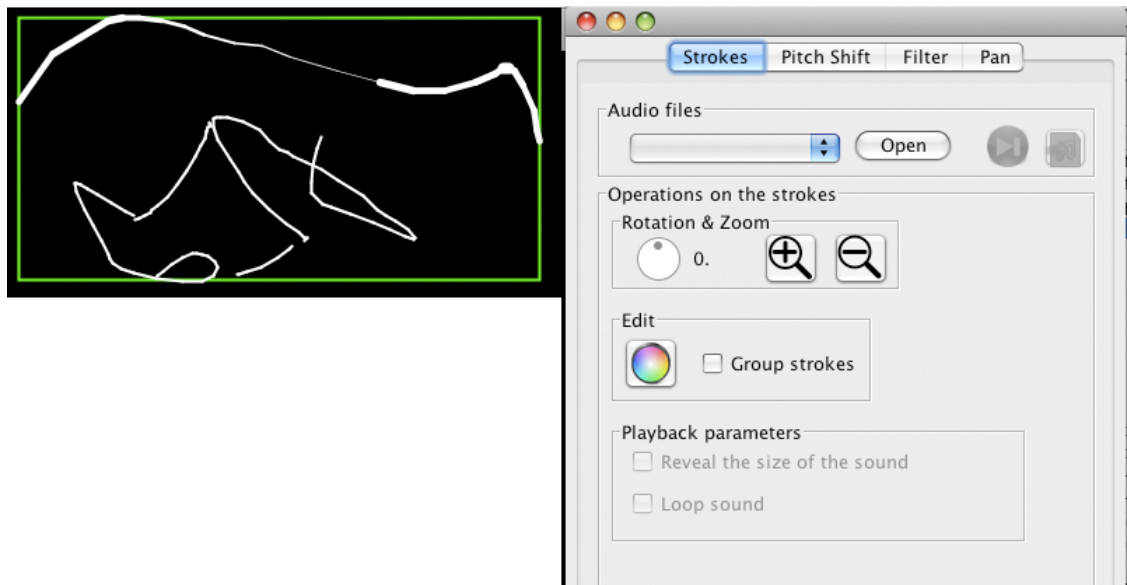 Strokes Pitch Shift Filter Pan
Audio files
Open
Operations on the strokes
Rotation & Zoom
0.
Edit
Group strokes
Playback parameters
Reveal the size of the sound
Loop sound